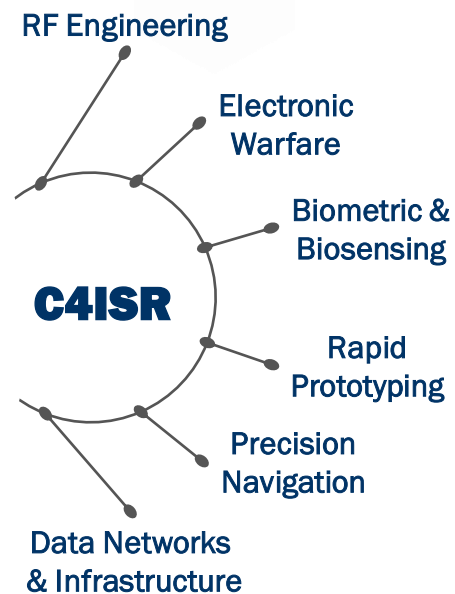 RF Engineering
Electronic
Warfare
Biometric &
Biosensing
C4ISR
Rapid
Prototyping
Precision
Navigation
Data Networks
& Infrastructure